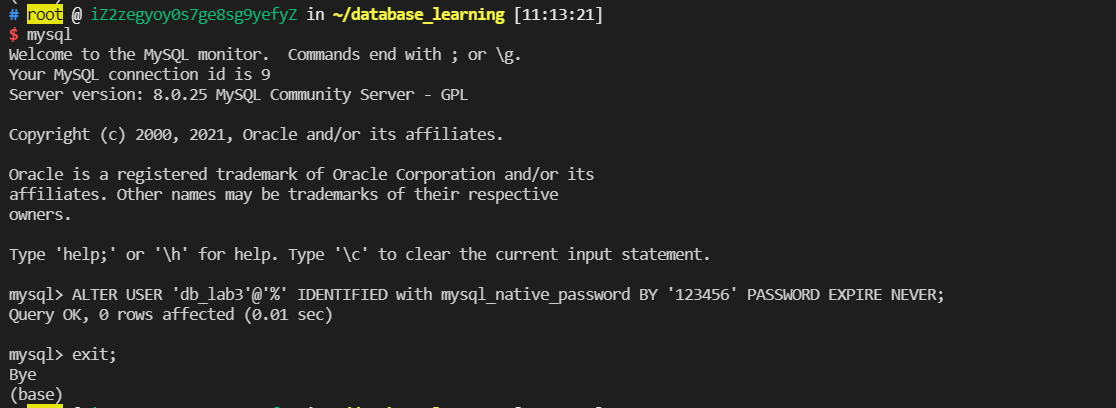 # root @ iZ2zegyoy0s7ge8sg9yefyZ in ~/database_learning [11:13:21]
$ mysql
Welcome to the MySQL monitor.  Commands end with ; or \g.
Your MySQL connection id is 9
Server version: 8.0.25 MySQL Community Server - GPL
Copyright (c) 2000, 2021, Oracle and/or its affiliates.
Oracle is a registered trademark of Oracle Corporation and/or its
affiliates. Other names may be trademarks of their respective
owners.
Type 'help;' or '\h' for help. Type '\c' to clear the current input statement.
mysql> ALTER USER 'db_lab3'@'%' IDENTIFIED with mysql_native_password BY '123456' PASSWORD EXPIRE NEVER;
Query OK, 0 rows affected (0.01 sec)
mysql> exit;
Bye
(base)